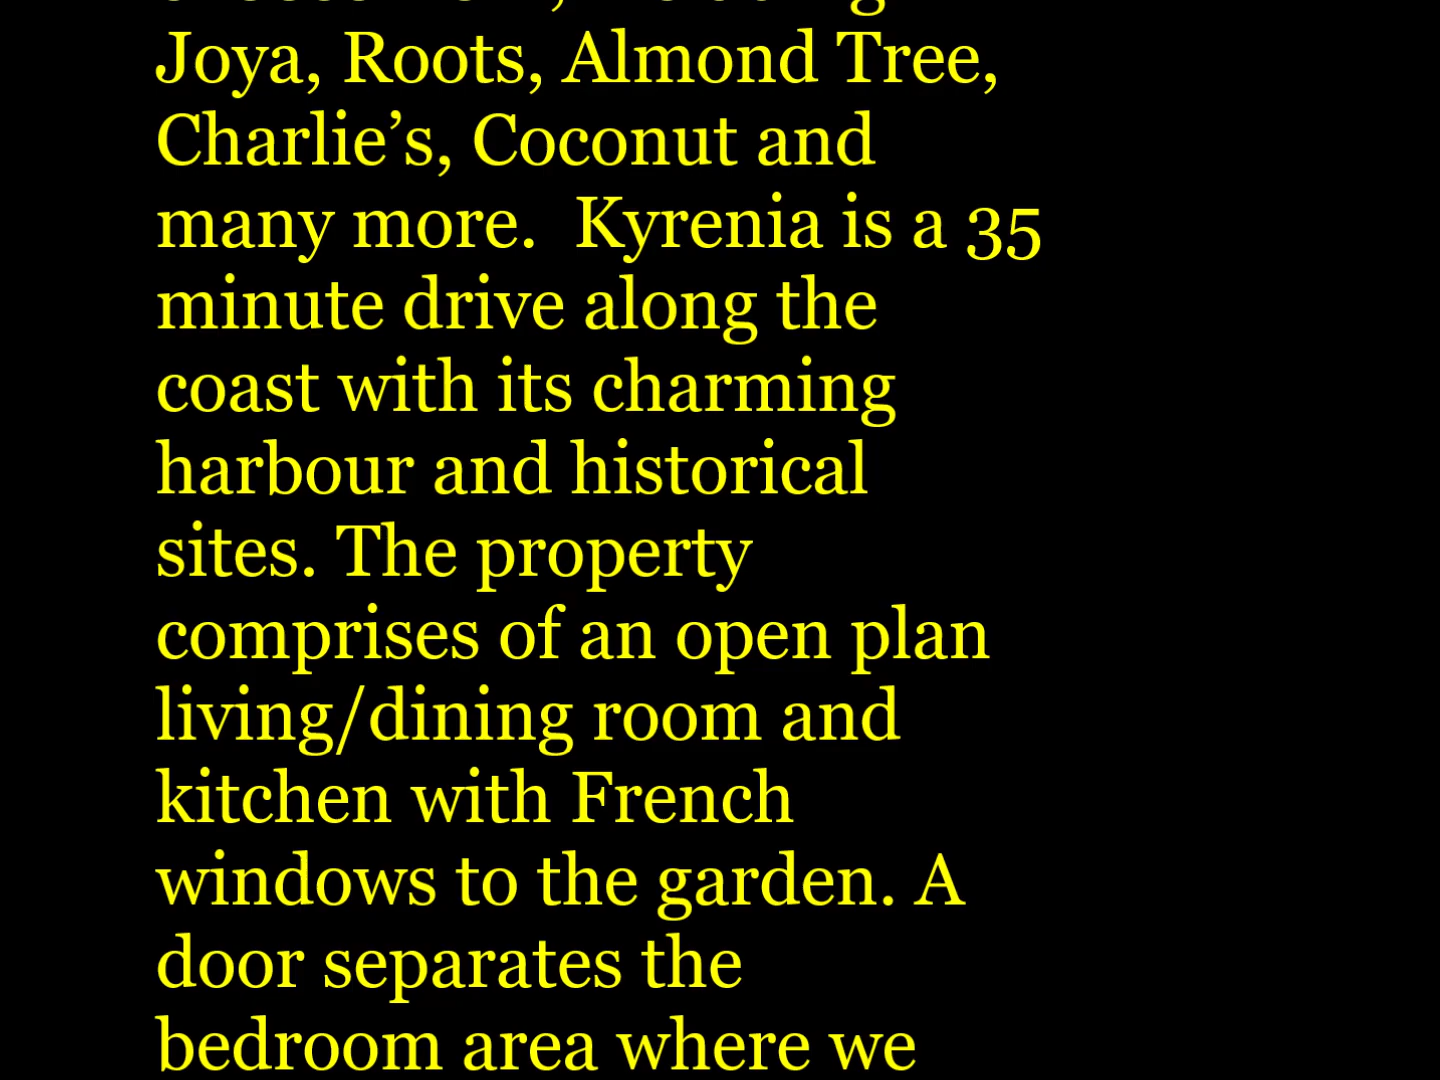 Joya, Roots, Almond Tree,
Charlie’s, Coconut and
many more.  Kyrenia is a 35
minute drive along the
coast with its charming
harbour and historical
sites. The property
comprises of an open plan
living/dining room and
kitchen with French
windows to the garden. A
door separates the
bedroom area where we